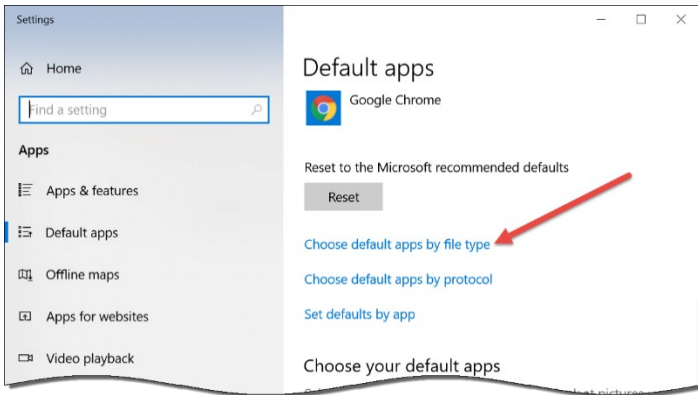 Settings
Home
Find a setting
Apps
Apps & features
Default apps
Offline maps
Apps for websites
Video playback
Default apps
Google Chrome
Reset to the Microsoft recommended defaults
Reset
Choose default apps by file type
Choose default apps by protocol
Set defaults by app
Choose your default apps
pictures